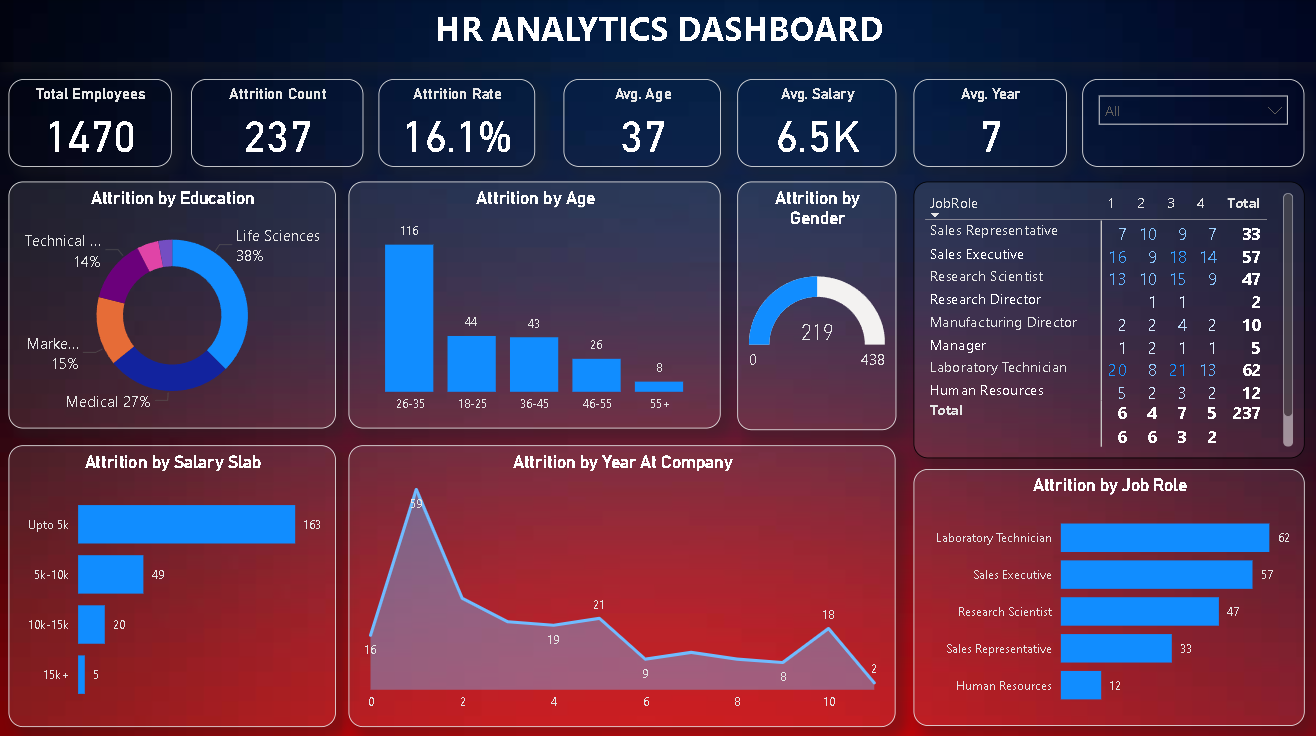 HR ANALYTICS DASHBOARD
Total Employees
1470
Attrition Count
237
Attrition Rate
16.1%
Avg. Age
37
Avg. Salary
6.5K
Avg. Year
7
All
Attrition by Education
Life Sciences
38%
Technical ...
14%
Marke...
15%
Medical 27%
Attrition by Age
116
44
43
26
8
26-35 18-25 36-45 46-55 55+
Attrition by
Gender
219
0 438
JobRole 1 2 3 4 Total
Sales Representative 7 10 9 7 33
Sales Executive 16 9 18 14 57
Research Scientist 13 10 15 9 47
Research Director 1 1 2
Manufacturing Director 2 2 4 2 10
Manager 1 2 1 1 5
Laboratory Technician 20 8 21 13 62
Human Resources 5 2 3 2 12
Total 6 4 7 5 237
6 6 3 2
Attrition by Salary Slab
Upto 5k 163
5k-10k 49
10k-15k 20
15k+ 5
Attrition by Year At Company
59
16
19
21
9
8
18
2
0 2 4 6 8 10
Attrition by Job Role
Laboratory Technician 62
Sales Executive 57
Research Scientist 47
Sales Representative 33
Human Resources 12